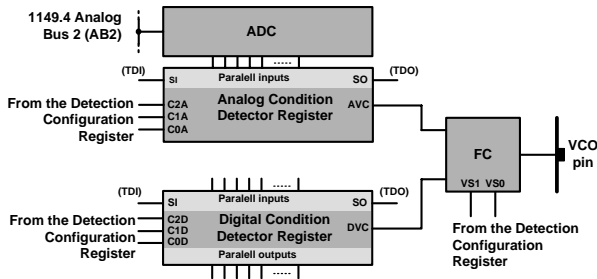 1149.4 Analog
Bus 2 (AB2)
ADC
.....
(TDI)
SI
Paralell inputs
SO
(TDO)
From the Detection
Configuration
Register
C2A
C1A
C0A
Analog Condition
Detector Register
AVC
FC
VS1 VS0
VCO
pin
From the Detection
Configuration
Register
.....
(TDI)
SI
Paralell inputs
SO
(TDO)
From the Detection
Configuration
Register
C2D
C1D
C0D
Digital Condition
Detector Register
DVC
Paralell outputs
.....